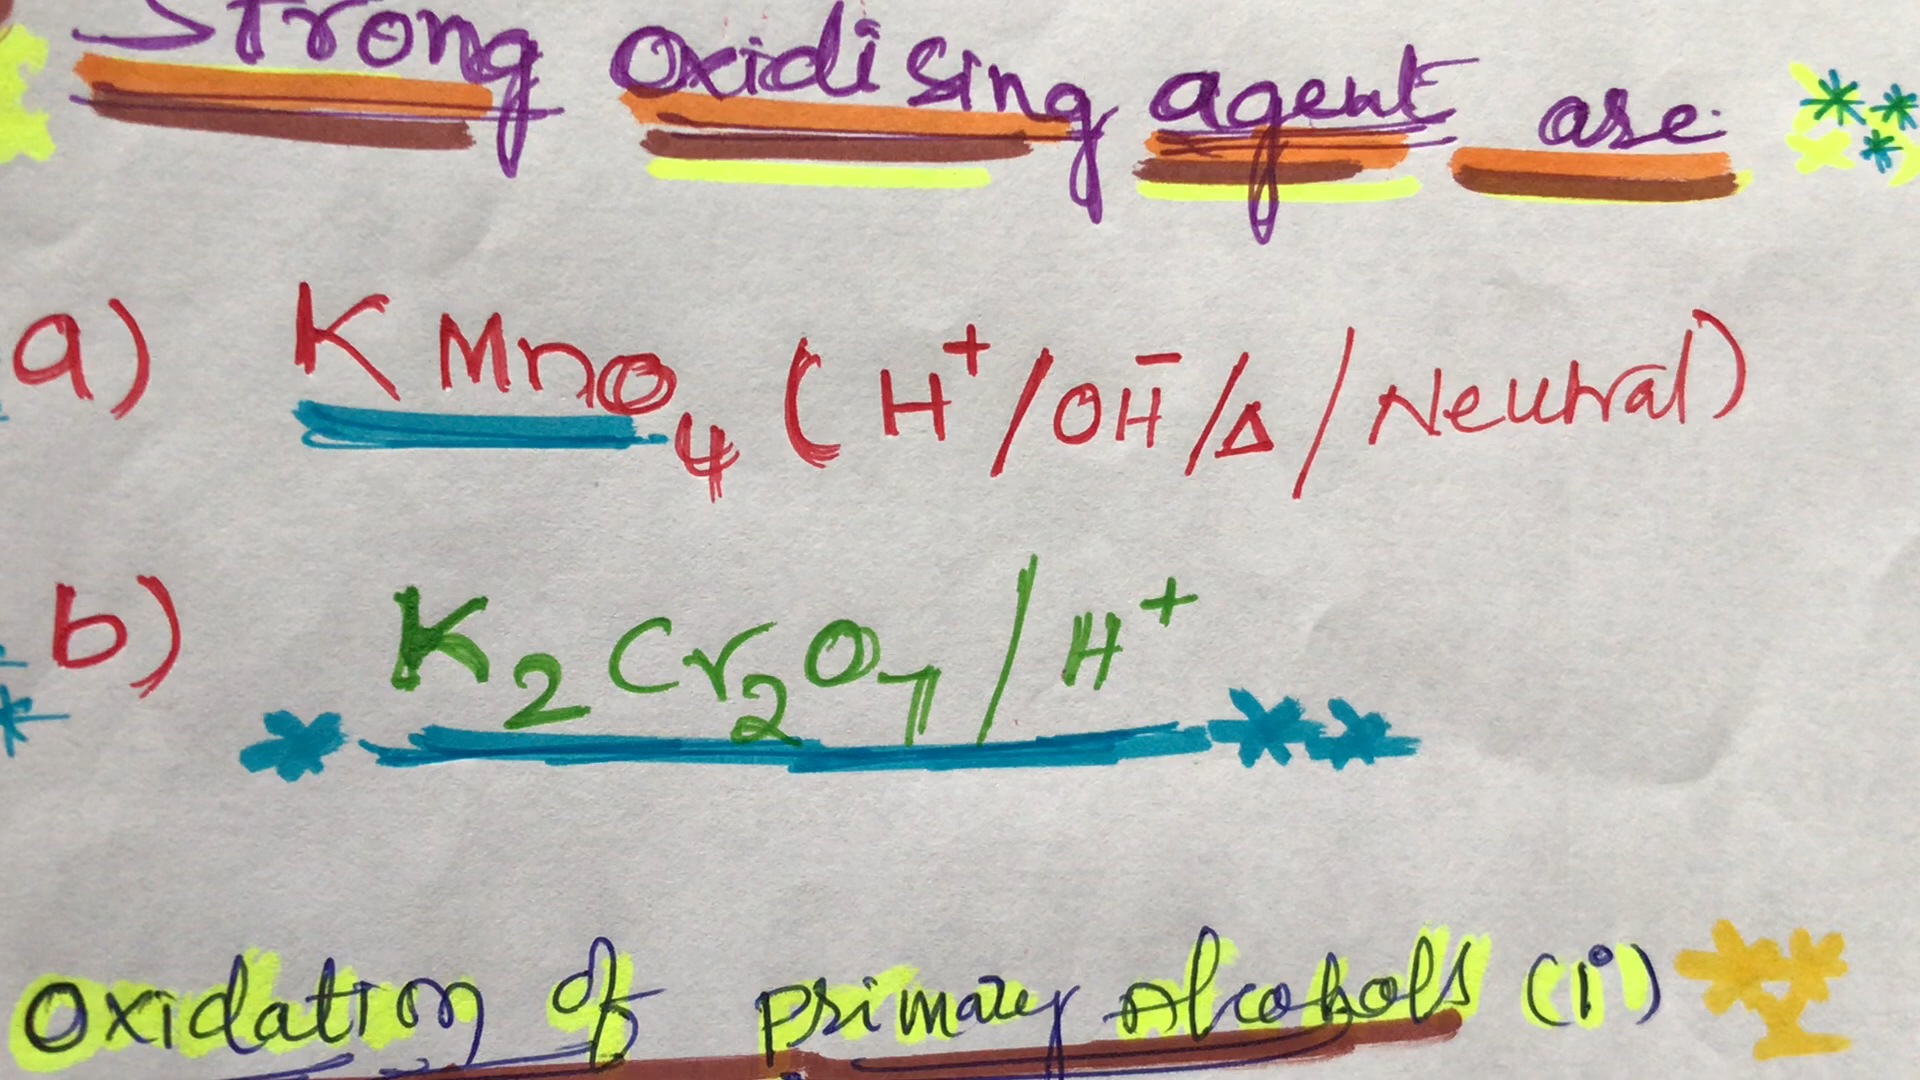 Strong oxidising agent are
a) KMnO₄ (H⁺/OH⁻/Δ/Neutral)
b) K₂Cr₂O₇/H⁺
Oxidation of primary Alcohols (1°)